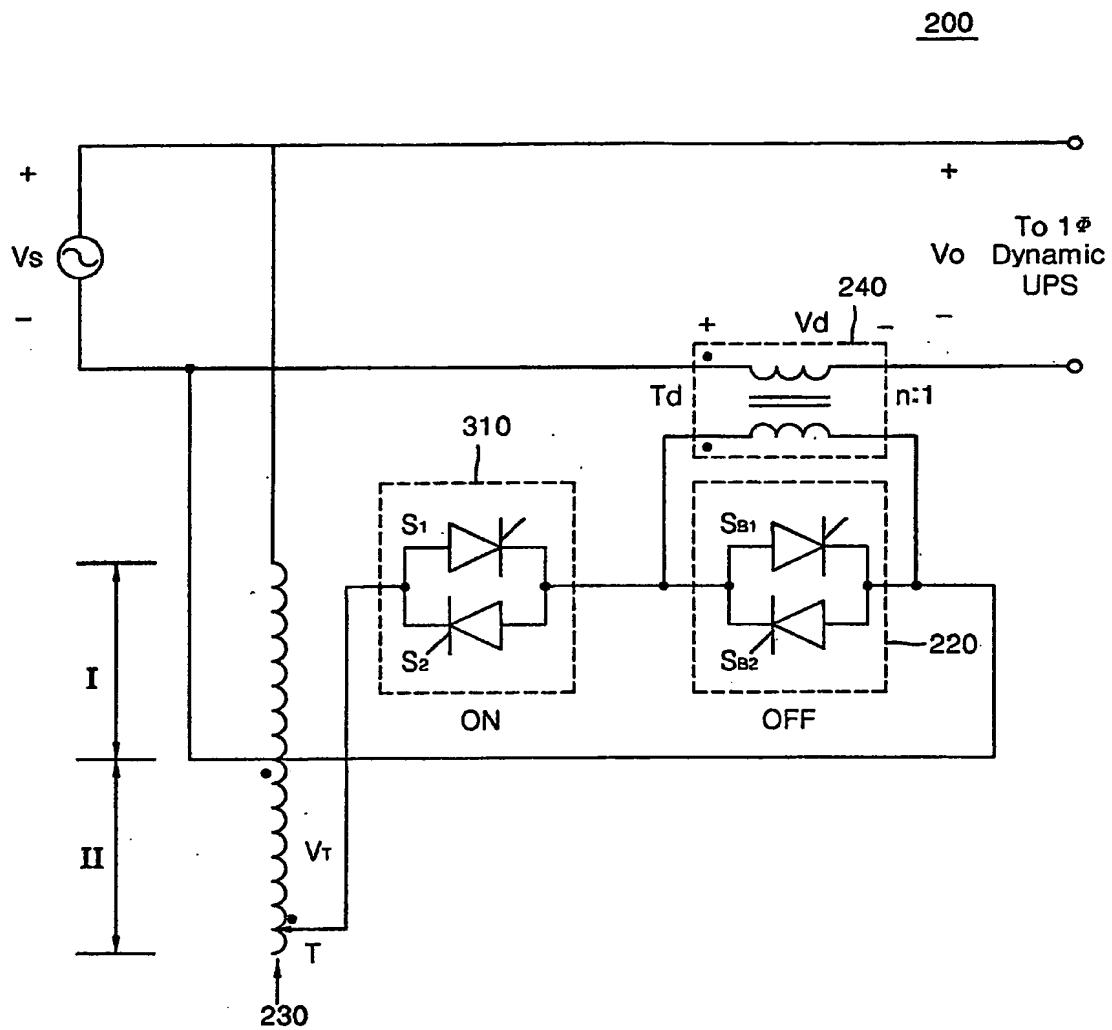 200
+
Vs
−
+
Vo
−
To 1Φ
Dynamic
UPS
240
+ Vd −
Td
n:1
310
S1
S2
ON
SB1
SB2
OFF
220
I
II
VT
T
230